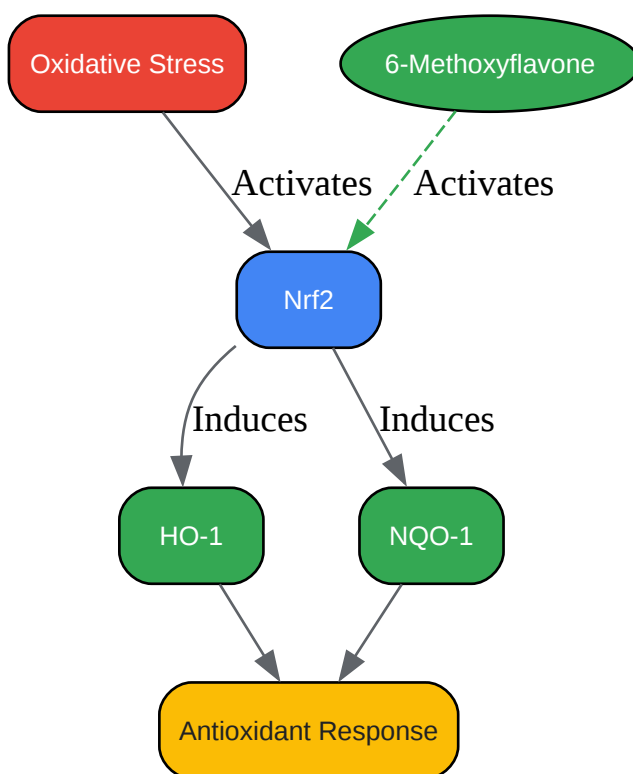 Oxidative Stress
6-Methoxyflavone
Activates
Activates
Nrf2
Induces
Induces
HO-1
NQO-1
Antioxidant Response